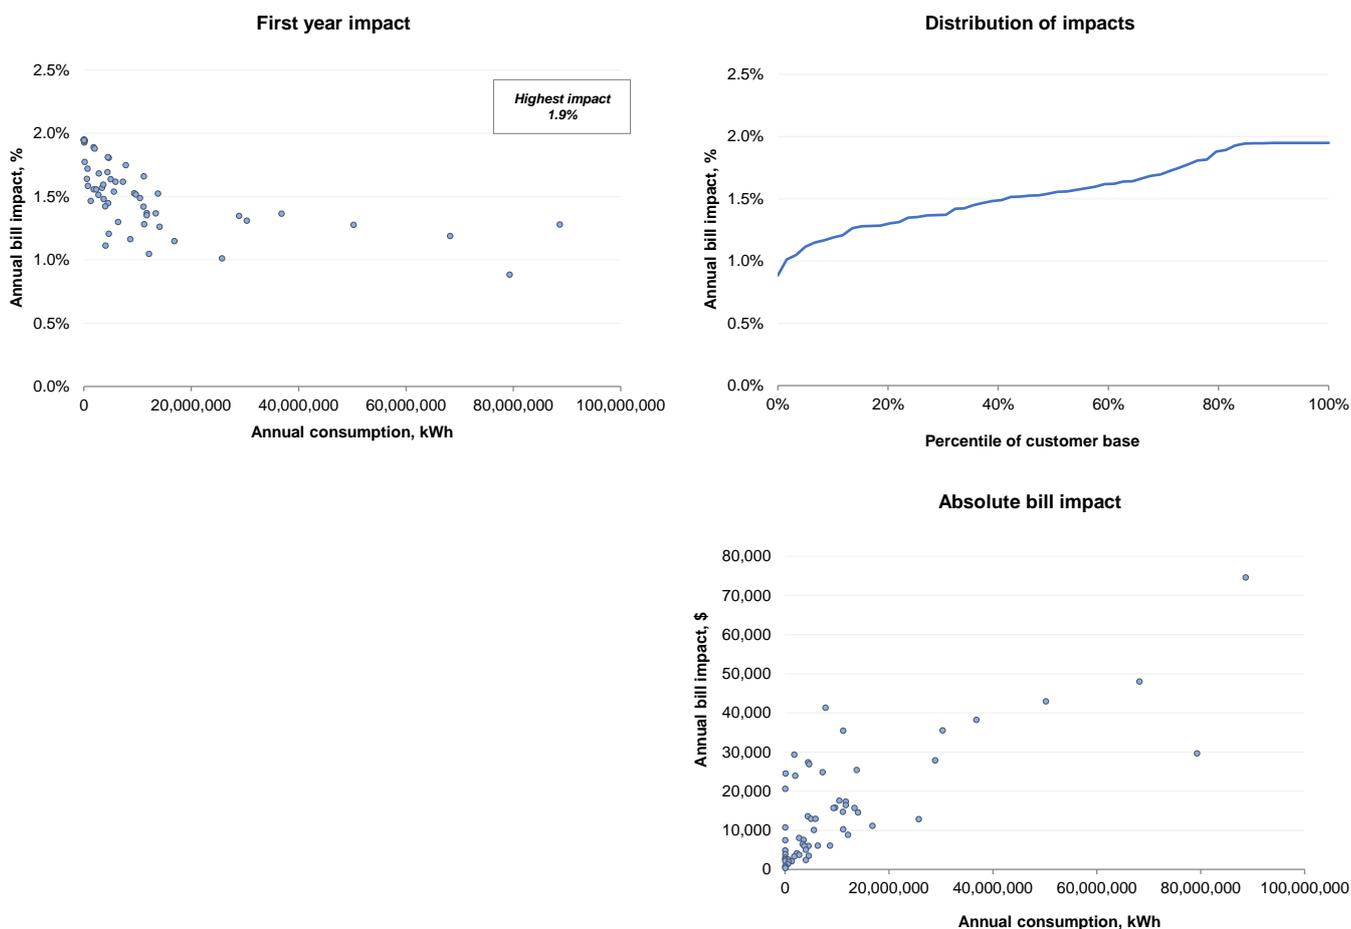 First year impact
2.5%
2.0%
1.5%
1.0%
0.5%
0.0%
Annual bill impact, %
Highest impact
1.9%
0 20,000,000 40,000,000 60,000,000 80,000,000 100,000,000
Annual consumption, kWh
Distribution of impacts
2.5%
2.0%
1.5%
1.0%
0.5%
0.0%
Annual bill impact, %
0% 20% 40% 60% 80% 100%
Percentile of customer base
Absolute bill impact
80,000
70,000
60,000
50,000
40,000
30,000
20,000
10,000
0
Annual bill impact, $
0 20,000,000 40,000,000 60,000,000 80,000,000 100,000,000
Annual consumption, kWh